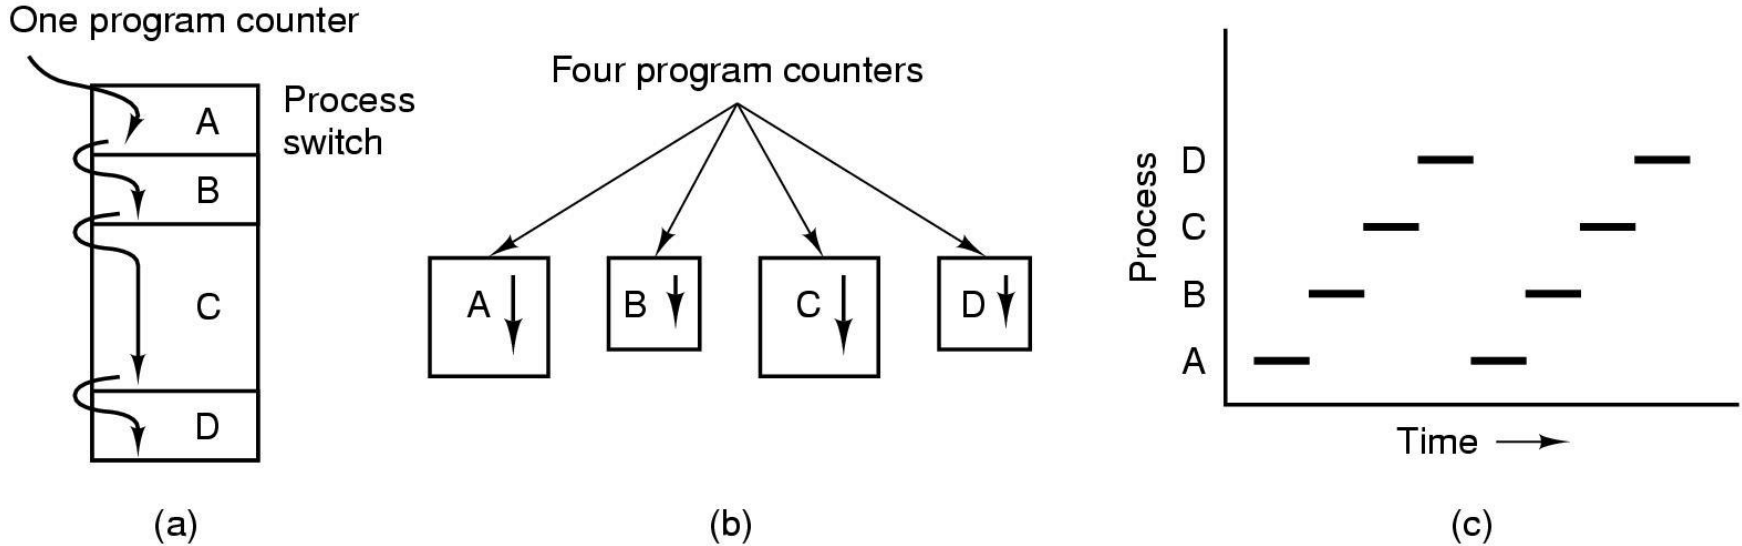 One program counter
Process
switch
A
B
C
D
(a)
Four program counters
A
B
C
D
(b)
Process
D
C
B
A
Time
(c)